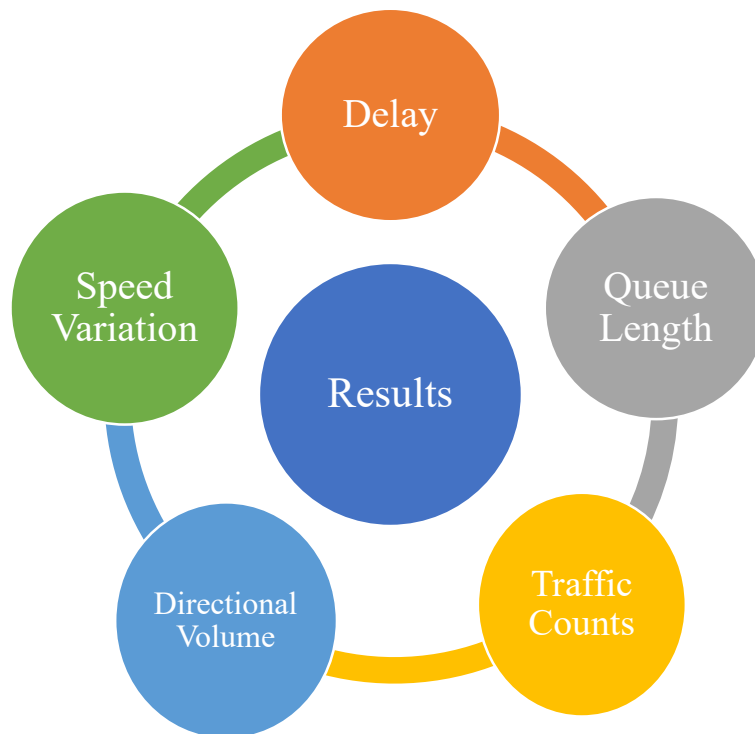 Delay
Speed
Variation
Queue
Length
Results
Traffic
Counts
Directional
Volume